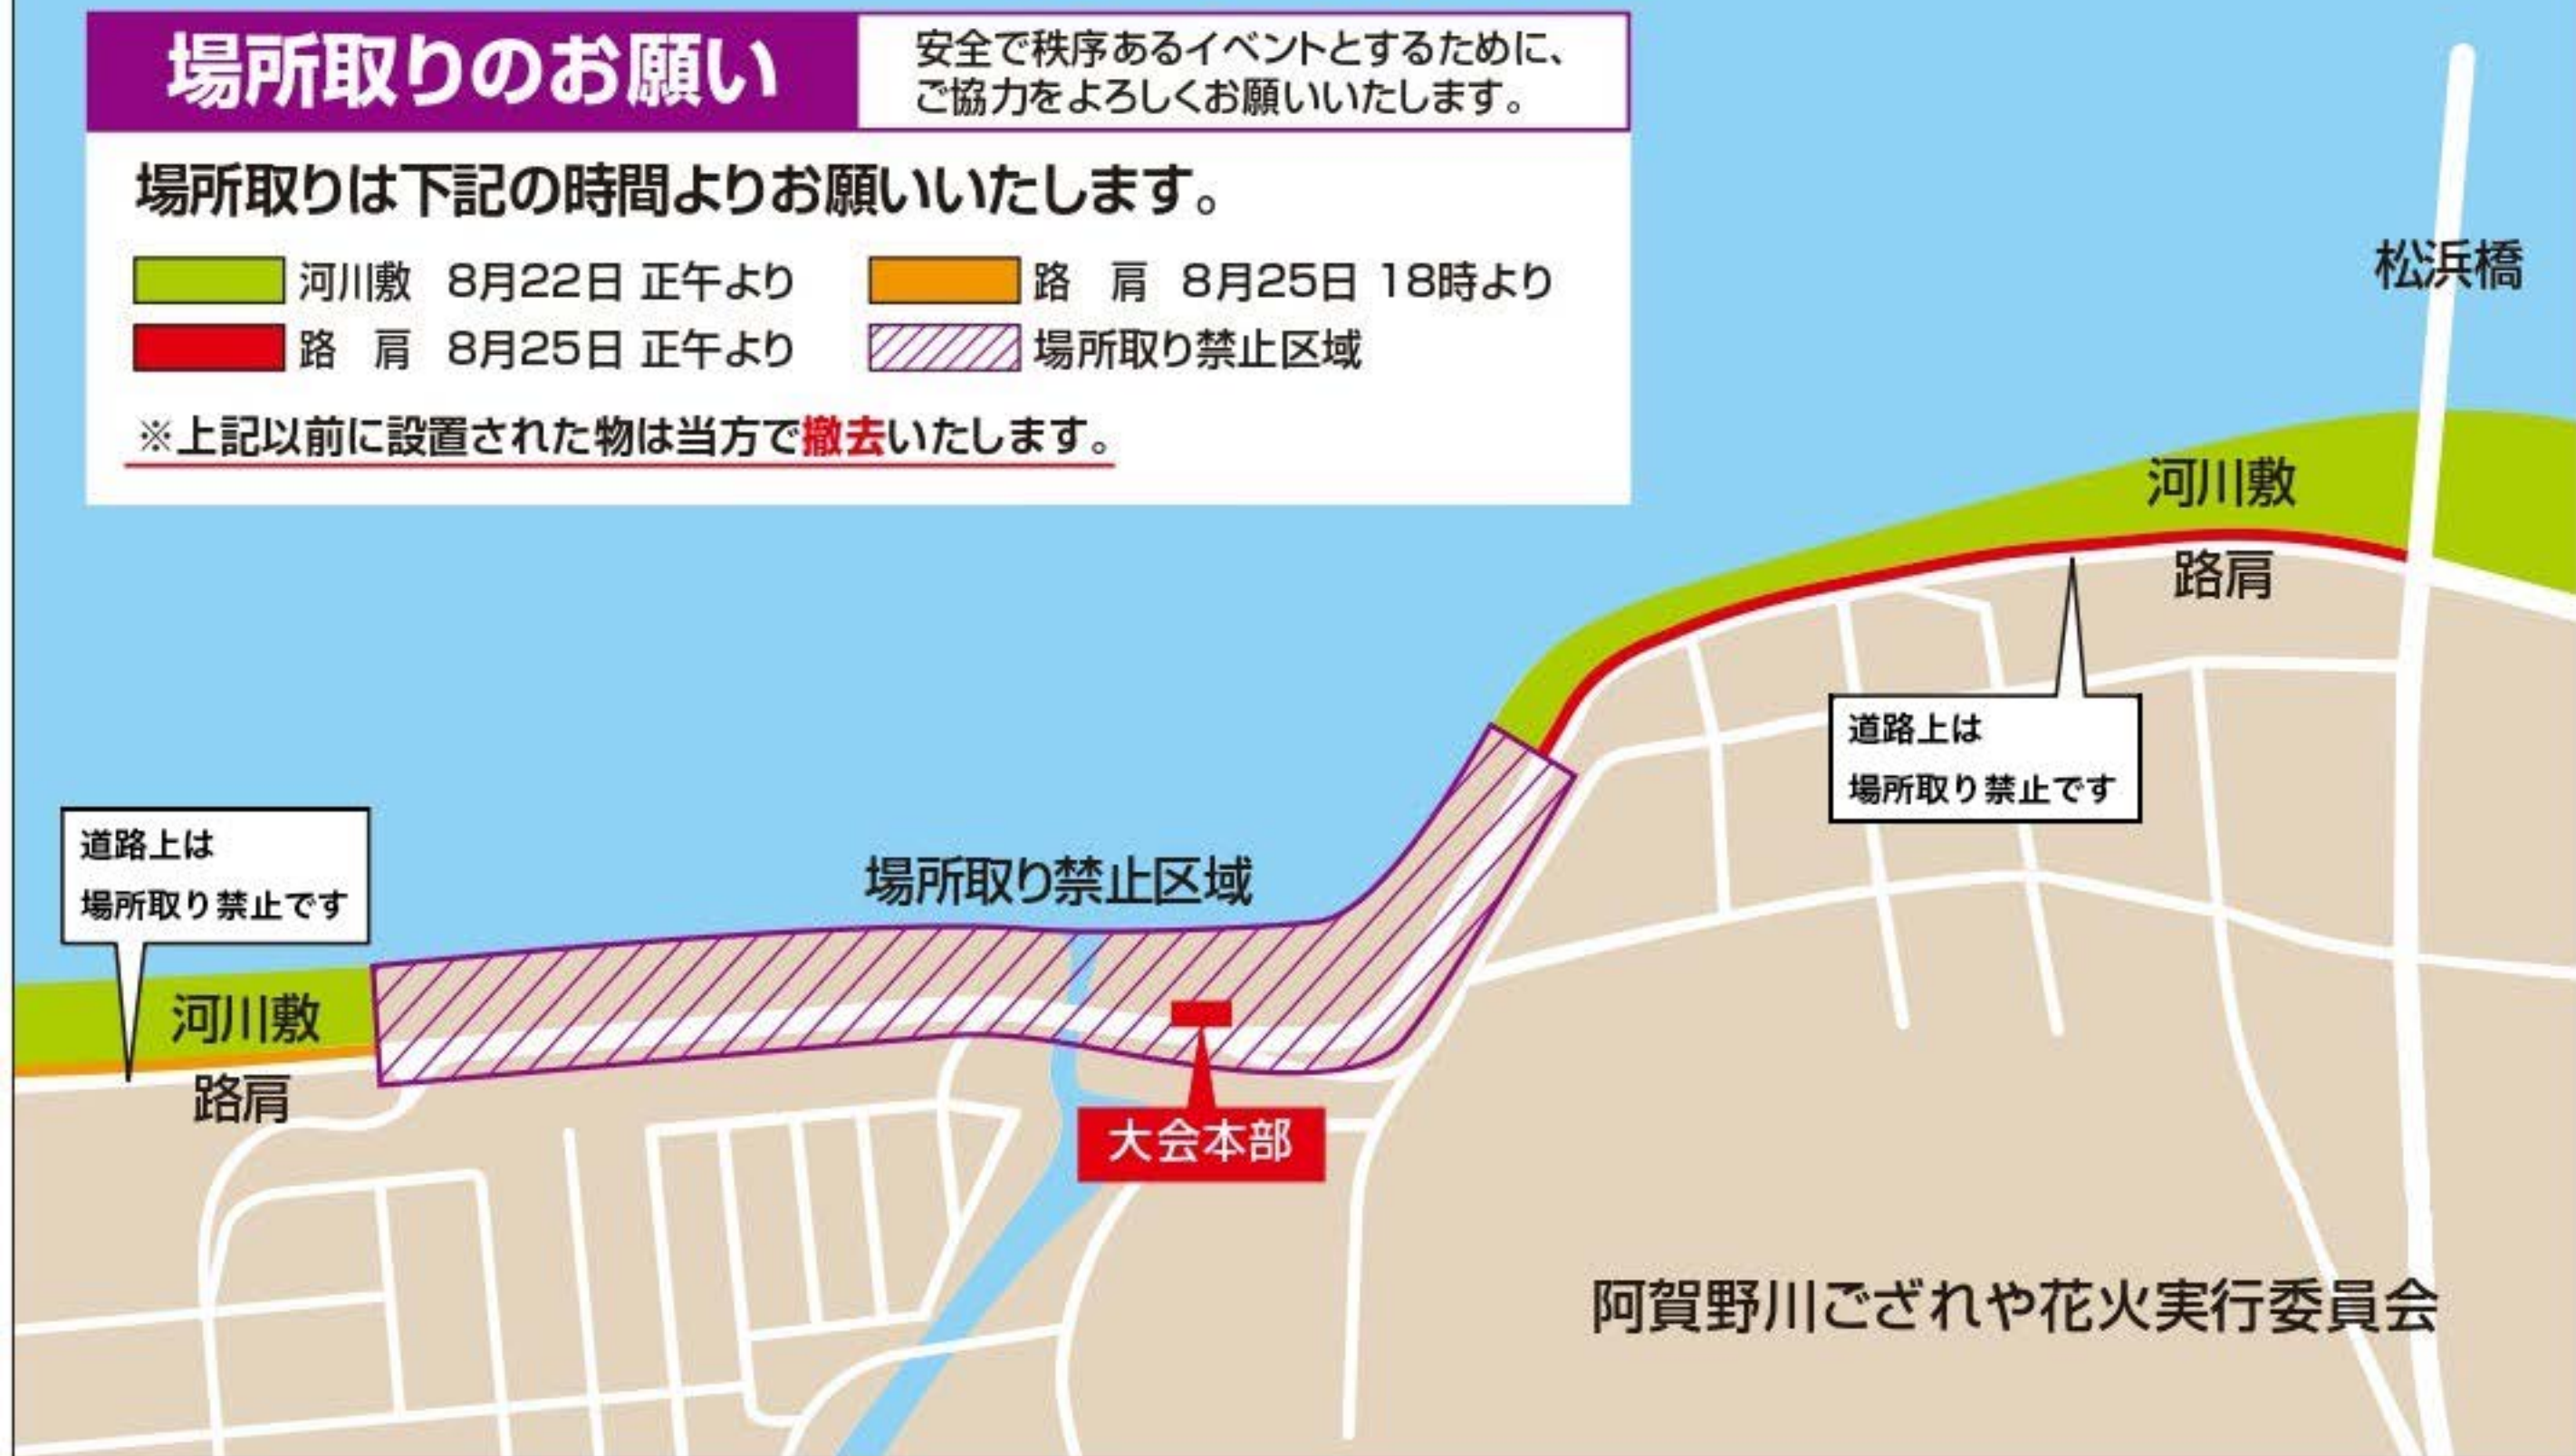 場所取りのお願い
安全で秩序あるイベントとするために、
ご協力をよろしくお願いいたします。
場所取りは下記の時間よりお願いいたします。
河川敷 8月22日 正午より
路 肩 8月25日 18時より
路 肩 8月25日 正午より
場所取り禁止区域
※上記以前に設置された物は当方で撤去いたします。
松浜橋
河川敷
路肩
道路上は
場所取り禁止です
道路上は
場所取り禁止です
場所取り禁止区域
河川敷
路肩
大会本部
阿賀野川ござれや花火実行委員会